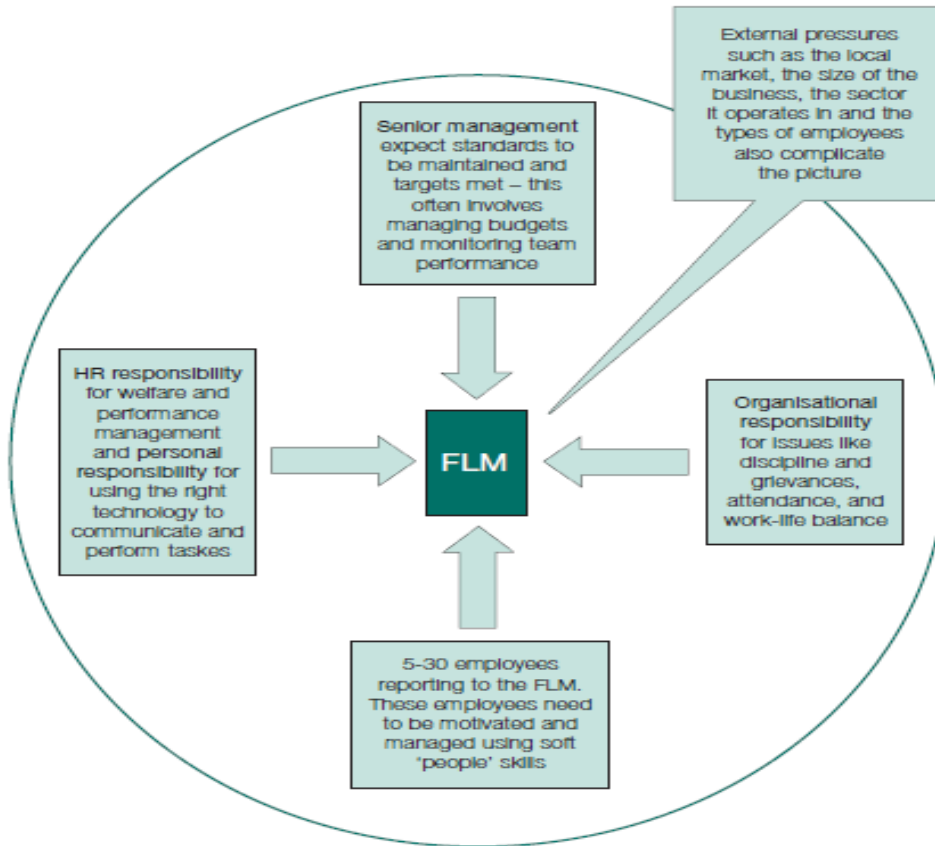 External pressures
such as the local
market, the size of the
business, the sector
it operates in and the
types of employees
also complicate
the picture
Senior management
expect standards to
be maintained and
targets met – this
often involves
managing budgets
and monitoring team
performance
HR responsibility
for welfare and
performance
management
and personal
responsibility for
using the right
technology to
communicate and
perform taskes
FLM
Organisational
responsibility
for issues like
discipline and
grievances,
attendance, and
work-life balance
5-30 employees
reporting to the FLM.
These employees need
to be motivated and
managed using soft
‘people’ skills